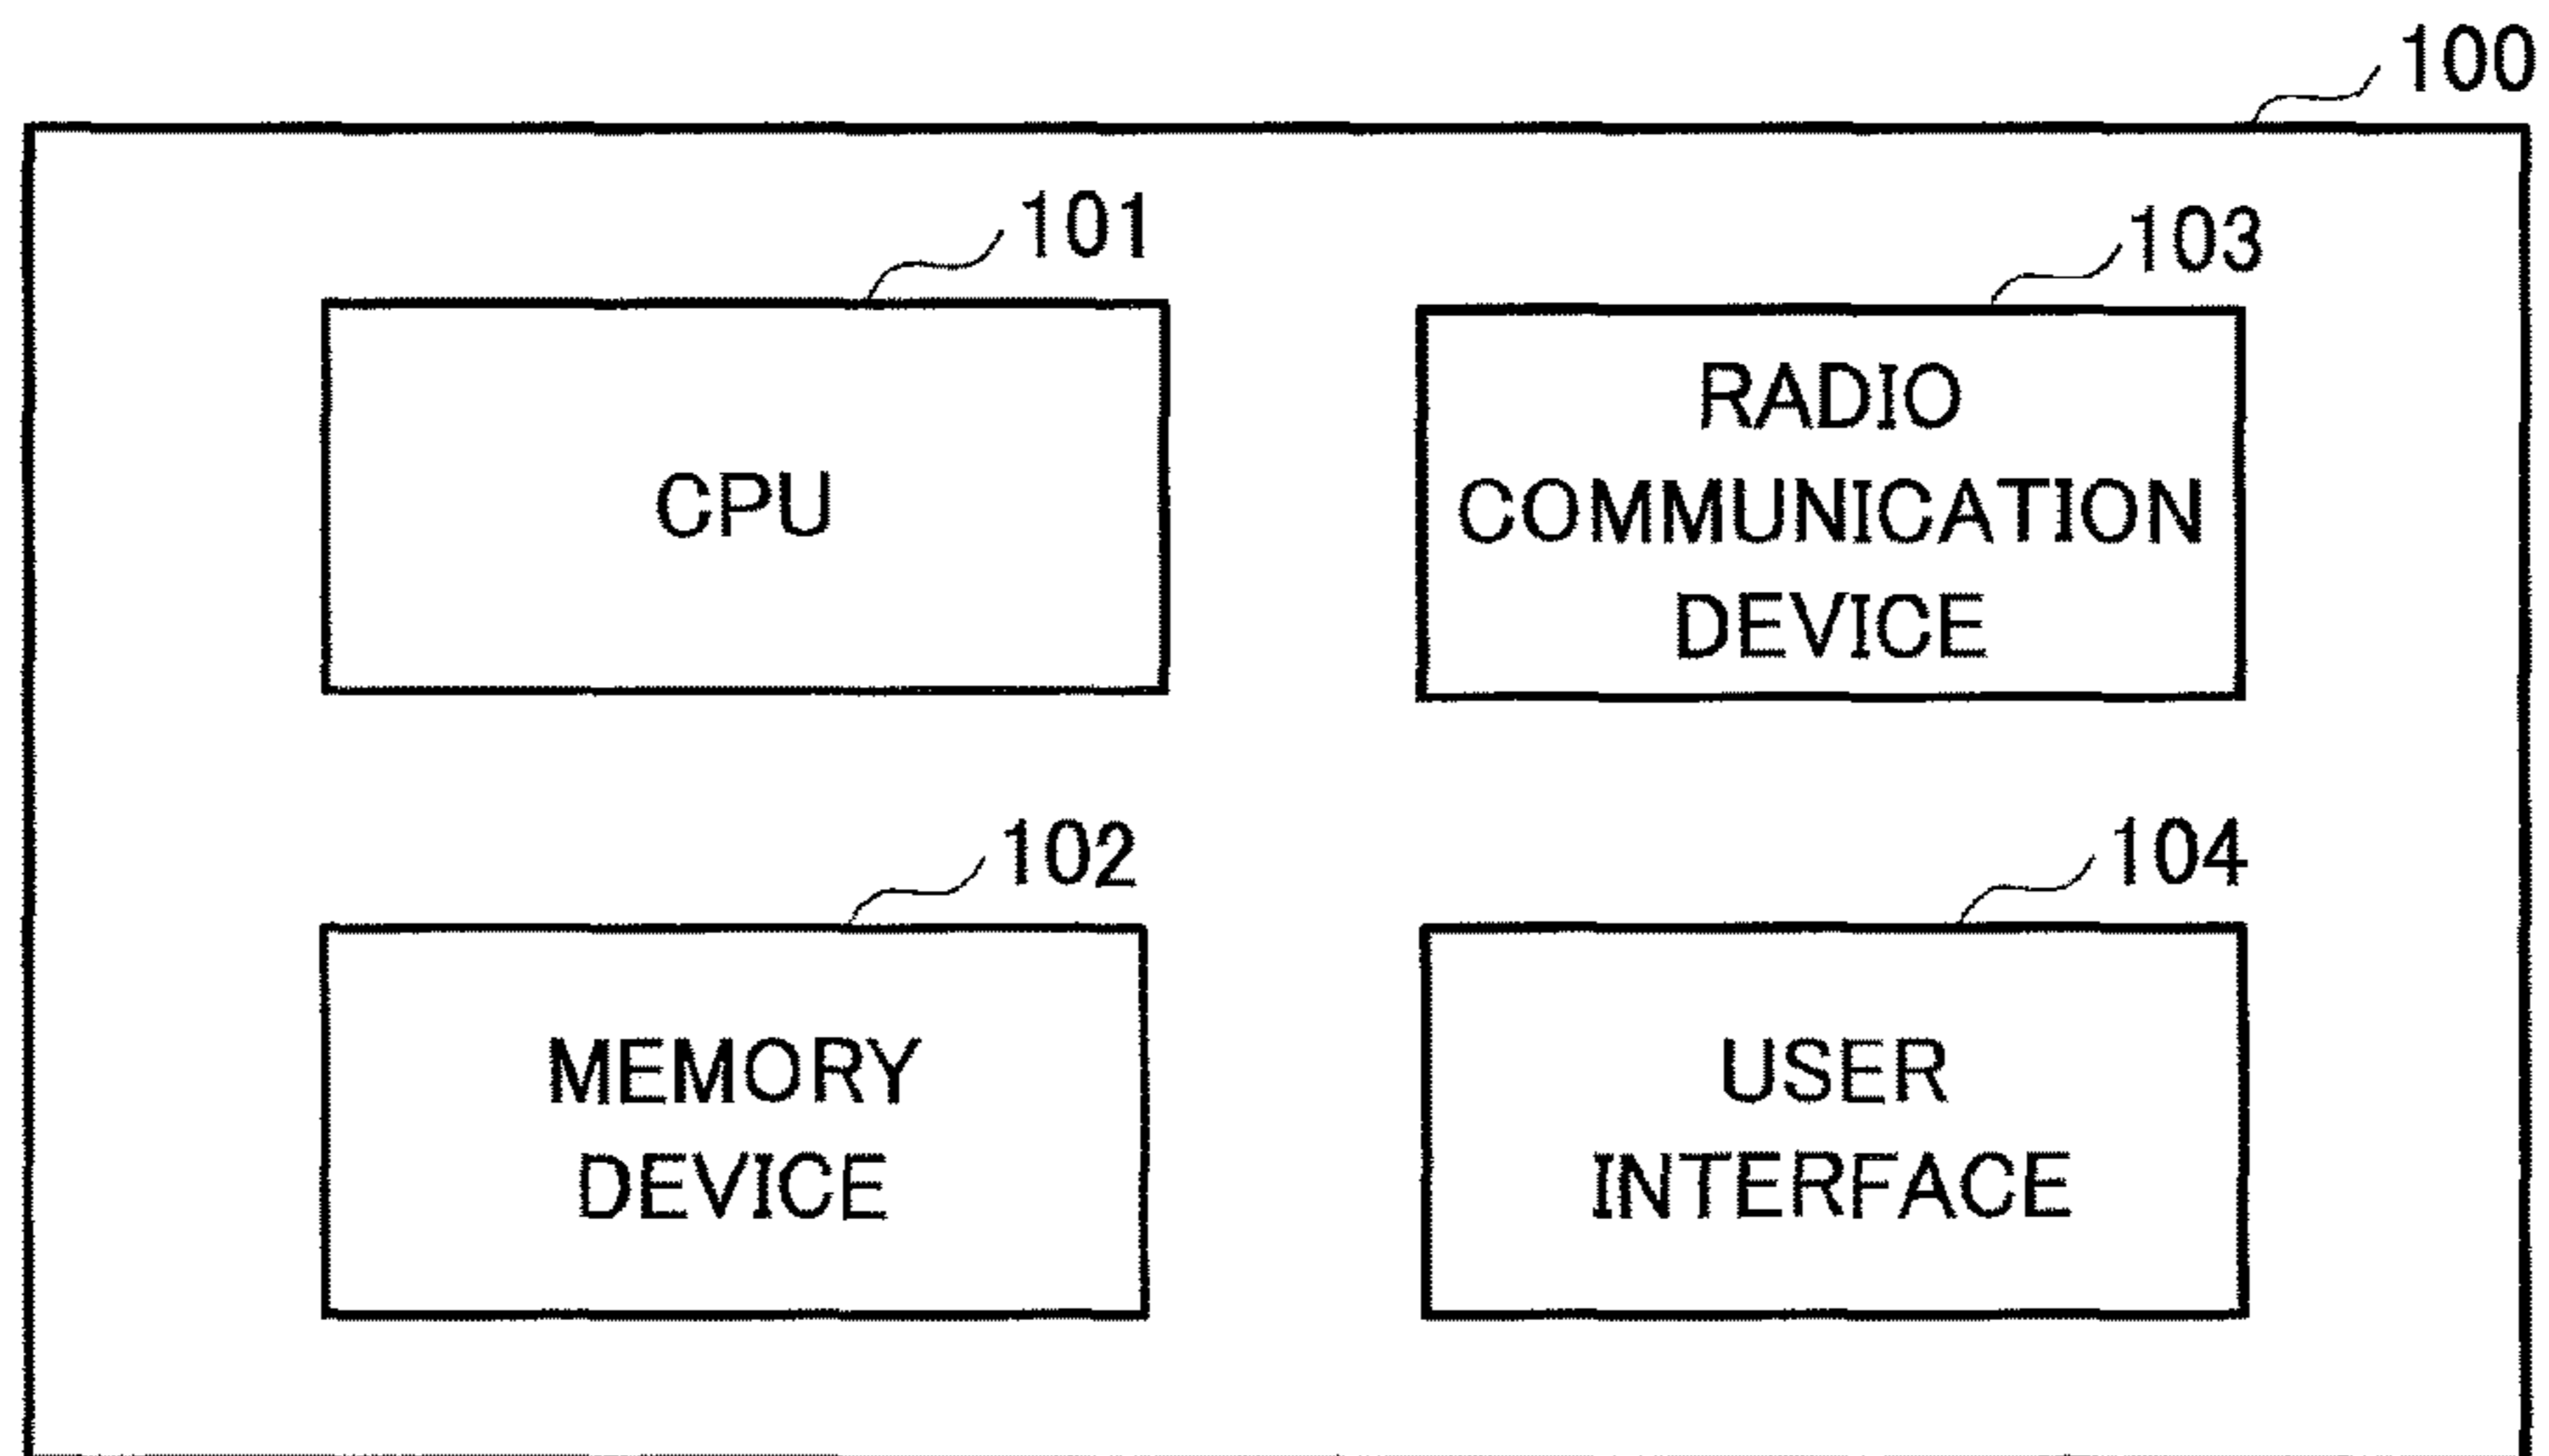 100
101
CPU
103
RADIO
COMMUNICATION
DEVICE
102
MEMORY
DEVICE
104
USER
INTERFACE